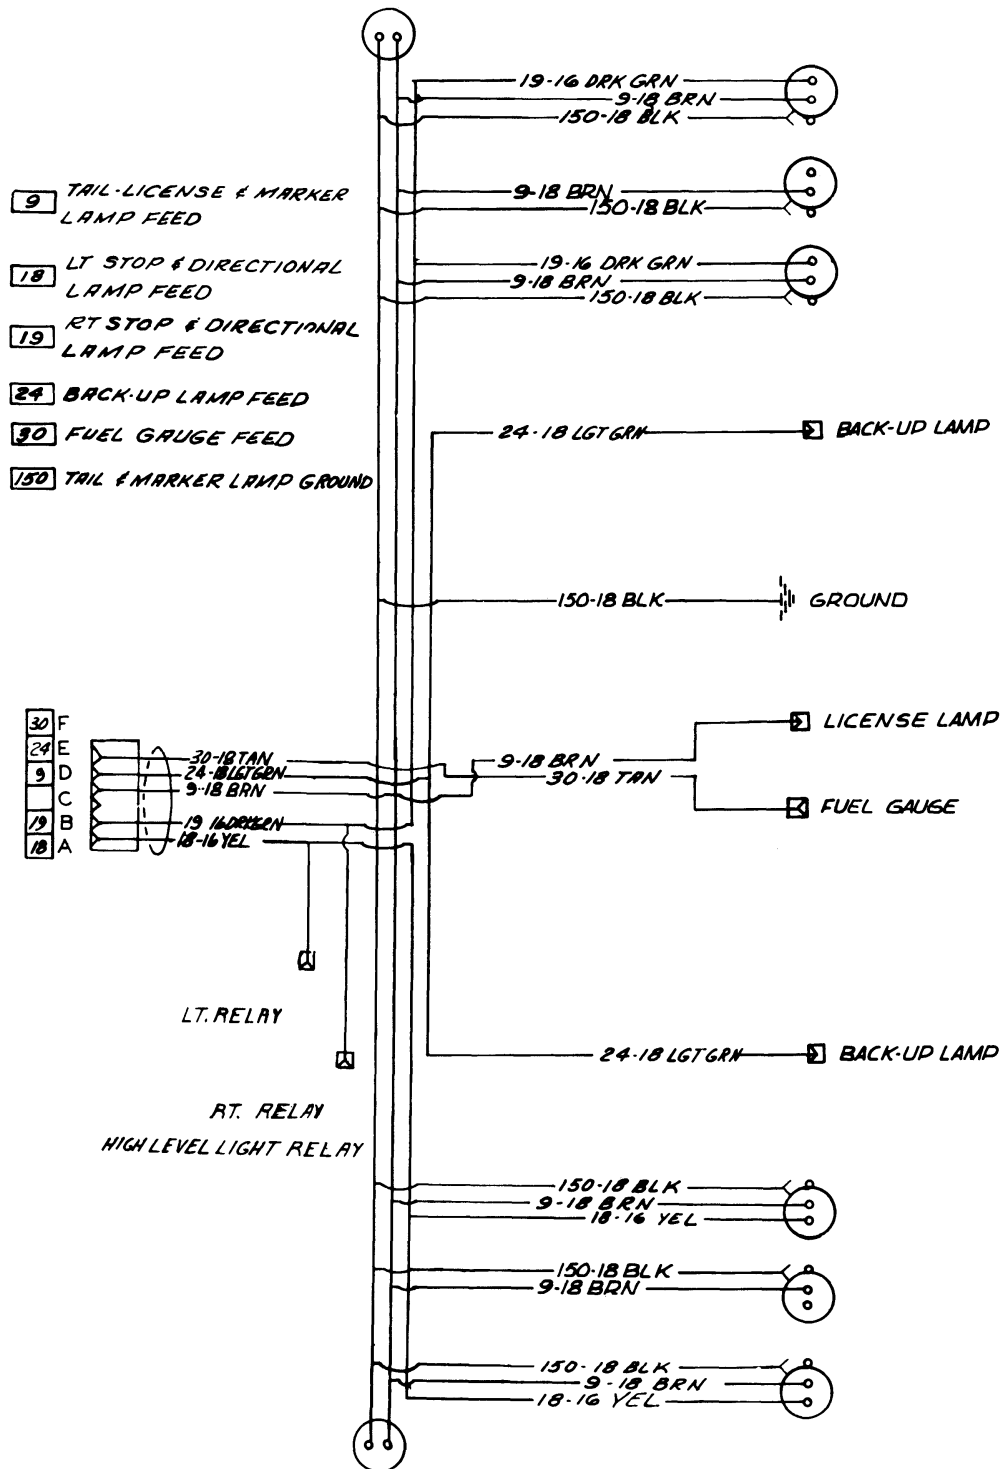 19-16 DRK GRN
9-18 BRN
150-18 BLK
9 TAIL-LICENSE & MARKER
LAMP FEED
9-18 BRN
150-18 BLK
18 LT STOP & DIRECTIONAL
LAMP FEED
19-16 DRK GRN
9-18 BRN
150-18 BLK
19 RT STOP & DIRECTIONAL
LAMP FEED
24 BACK-UP LAMP FEED
30 FUEL GAUGE FEED
150 TAIL & MARKER LAMP GROUND
24-18 LGT GRN
BACK-UP LAMP
150-18 BLK
GROUND
30 F
24 E
9 D
C
19 B
18 A
30-18 TAN
24-18 LGT GRN
9-18 BRN
19 16 DRK GRN
18-16 YEL
9-18 BRN
30-18 TAN
LICENSE LAMP
FUEL GAUGE
LT. RELAY
24-18 LGT GRN
BACK-UP LAMP
RT. RELAY
HIGH LEVEL LIGHT RELAY
150-18 BLK
9-18 BRN
18-16 YEL
150-18 BLK
9-18 BRN
150-18 BLK
9-18 BRN
18-16 YEL